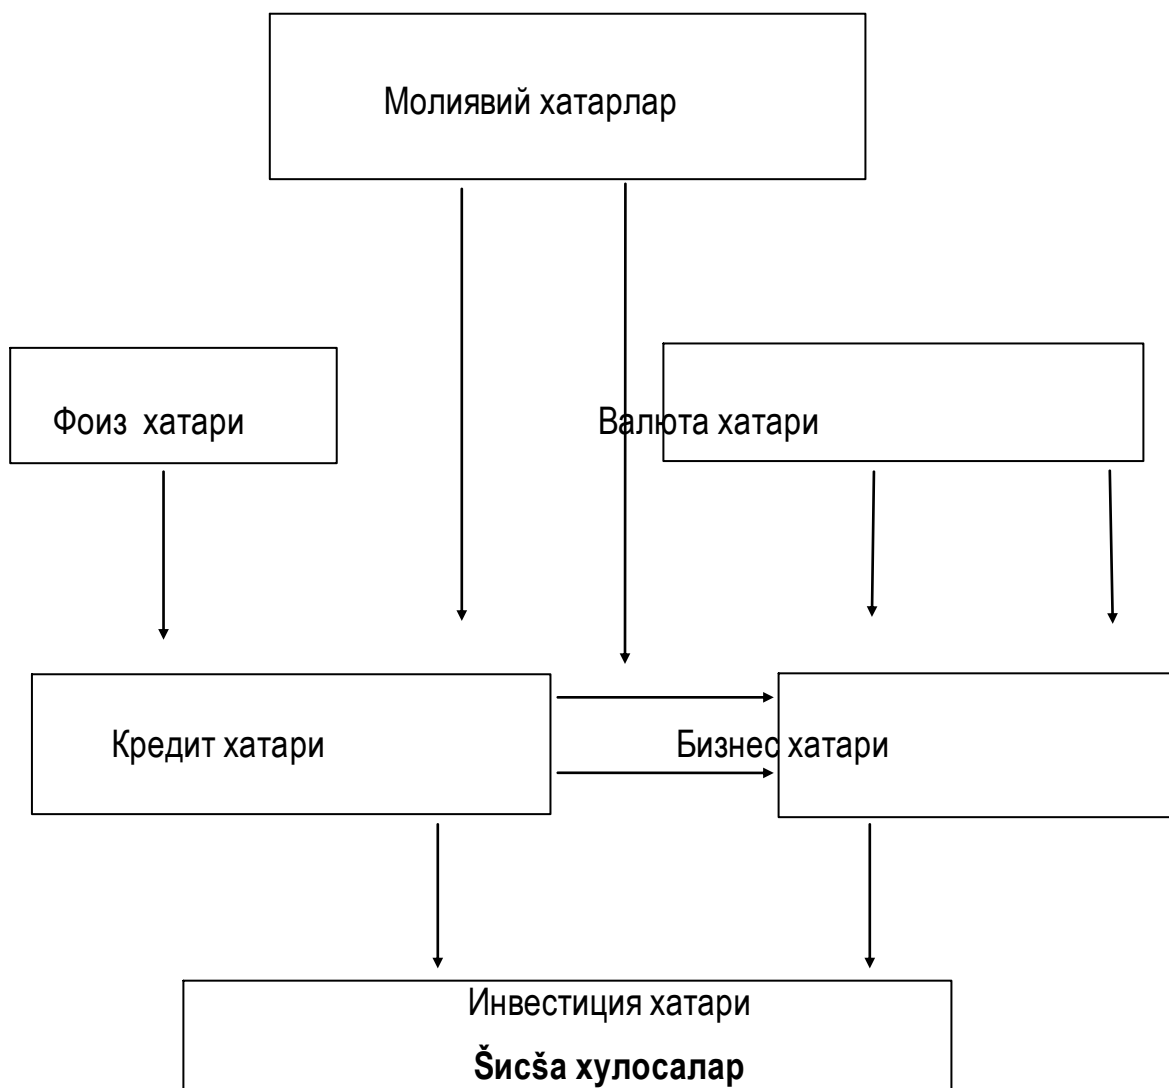 Молиявий хатарлар
Фоиз хатари
Валюта хатари
Кредит хатари
Бизнес хатари
Инвестиция хатари
Šисšа хулосалар